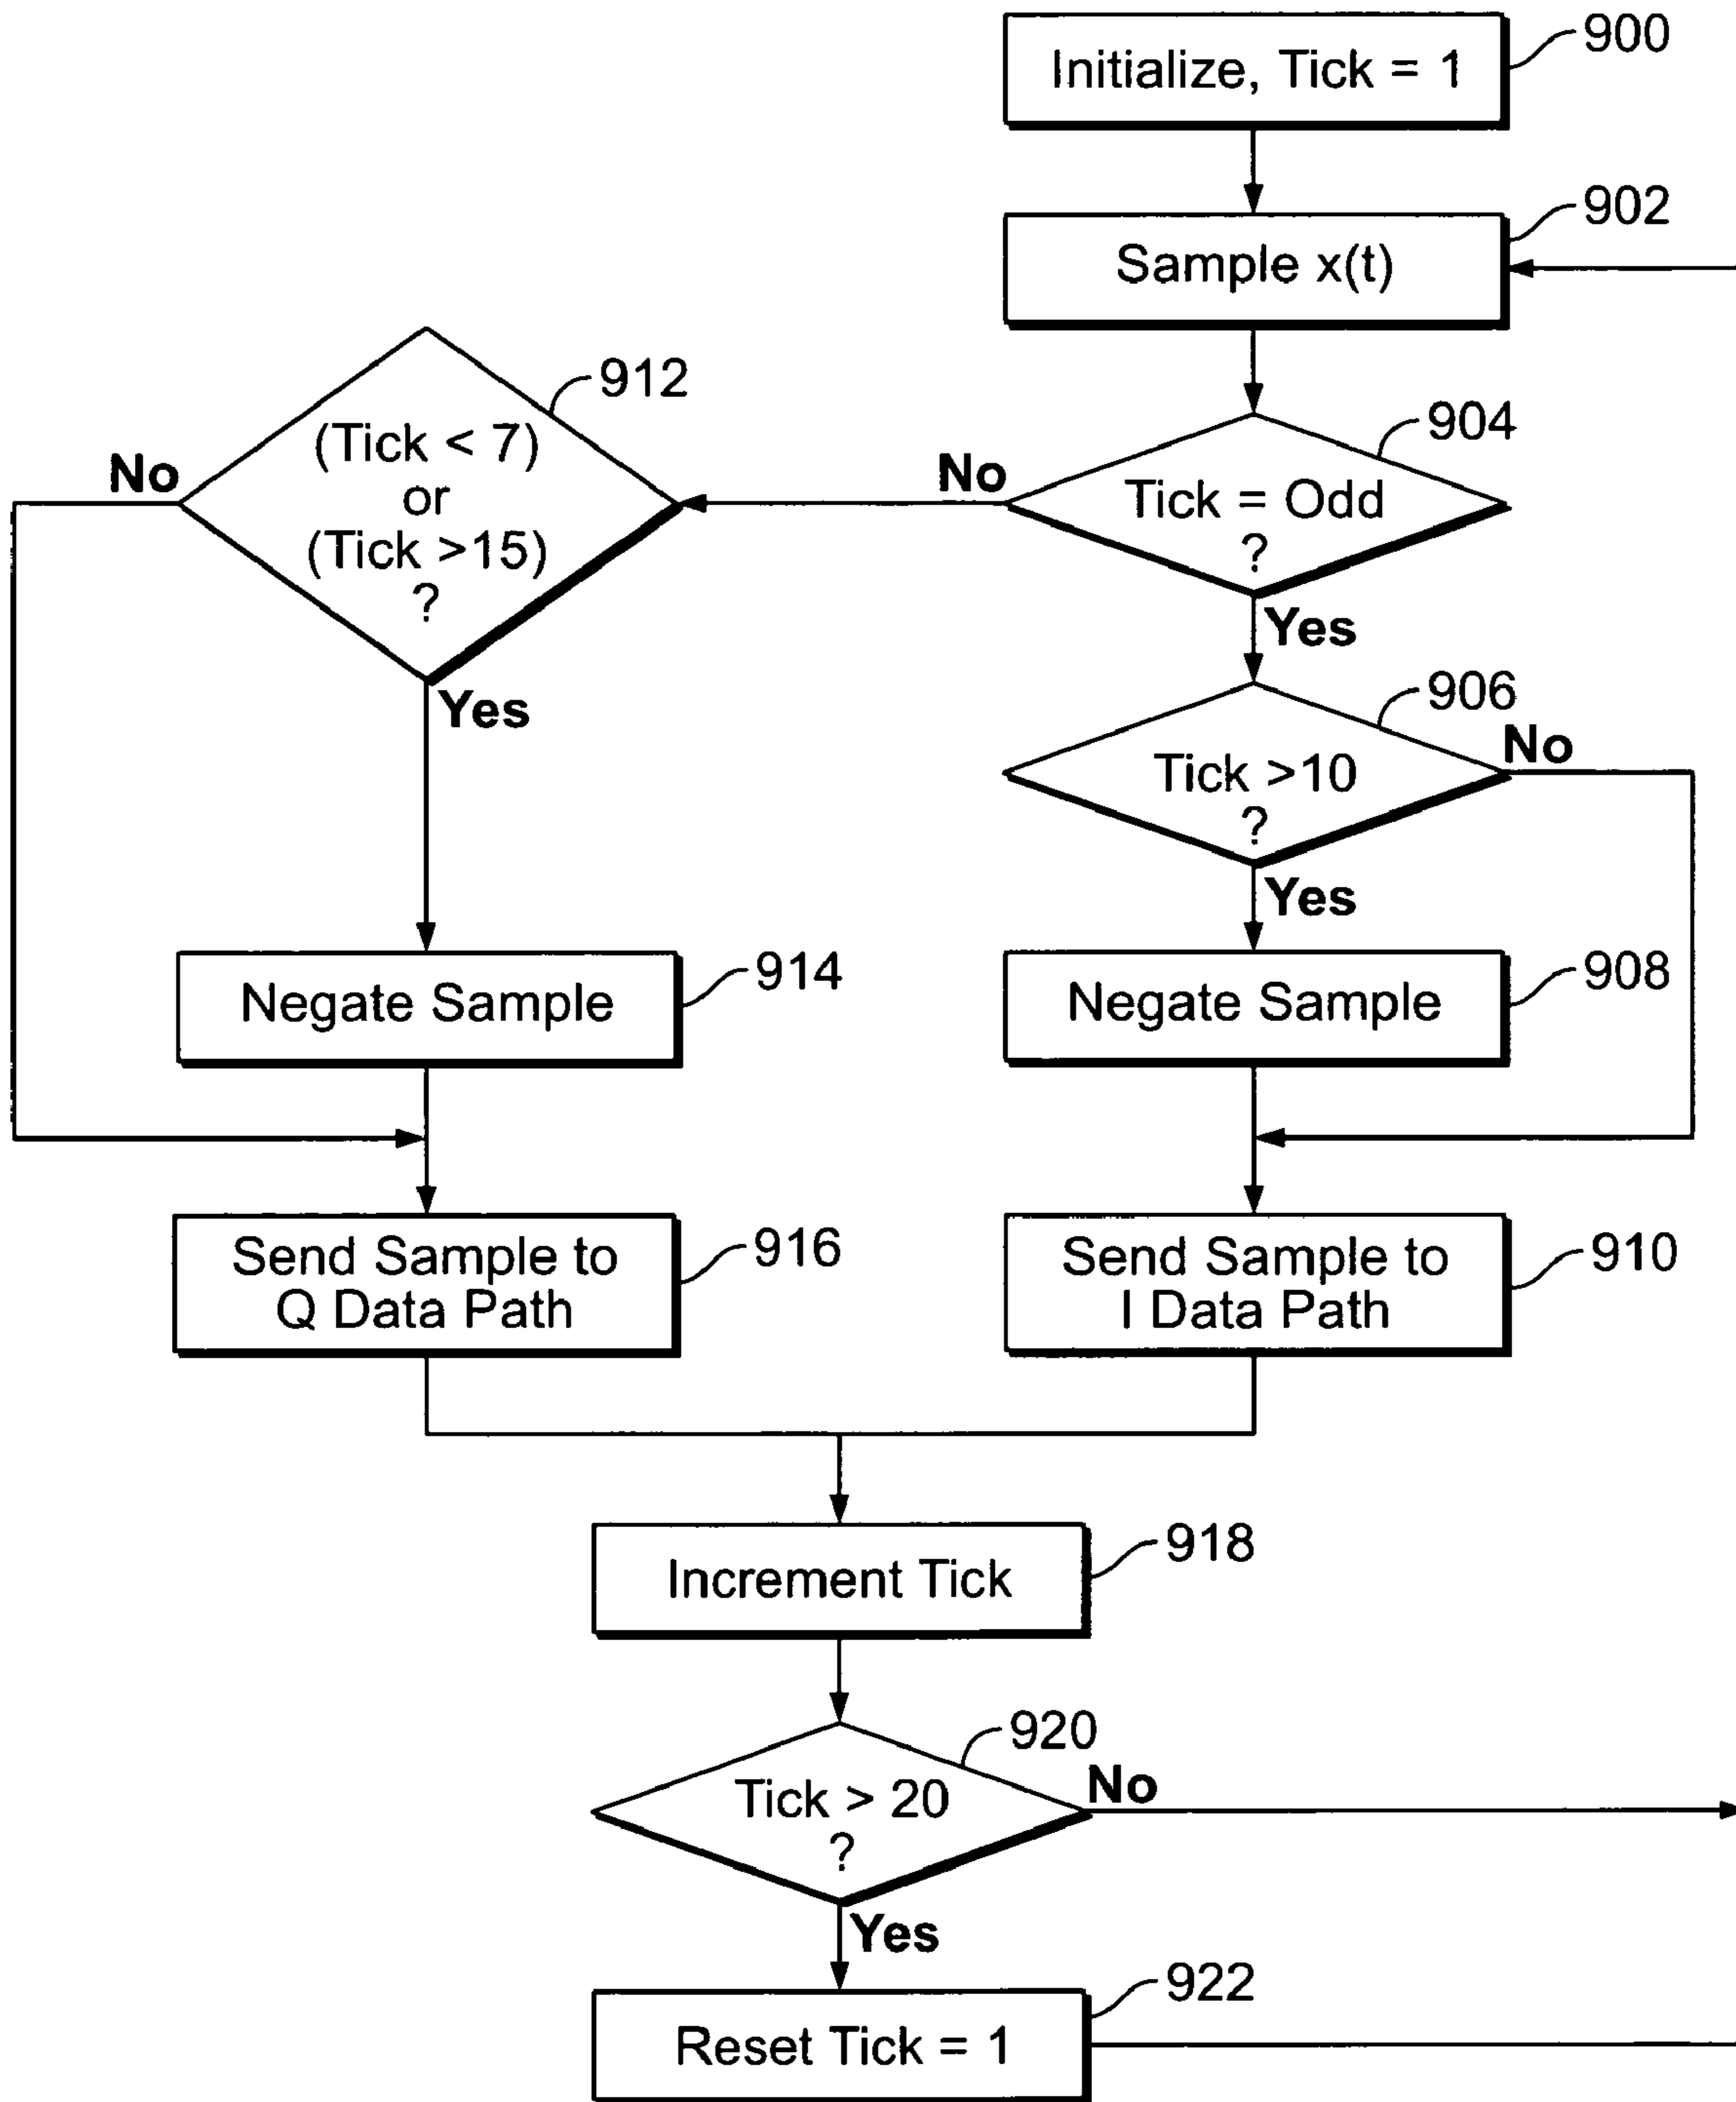 Initialize, Tick = 1
900
Sample x(t)
902
Tick = Odd
?
904
No
Yes
(Tick < 7)
or
(Tick >15)
?
912
No
Yes
Tick >10
?
906
No
Yes
Negate Sample
914
Negate Sample
908
Send Sample to
Q Data Path
916
Send Sample to
I Data Path
910
Increment Tick
918
Tick > 20
?
920
No
Yes
Reset Tick = 1
922